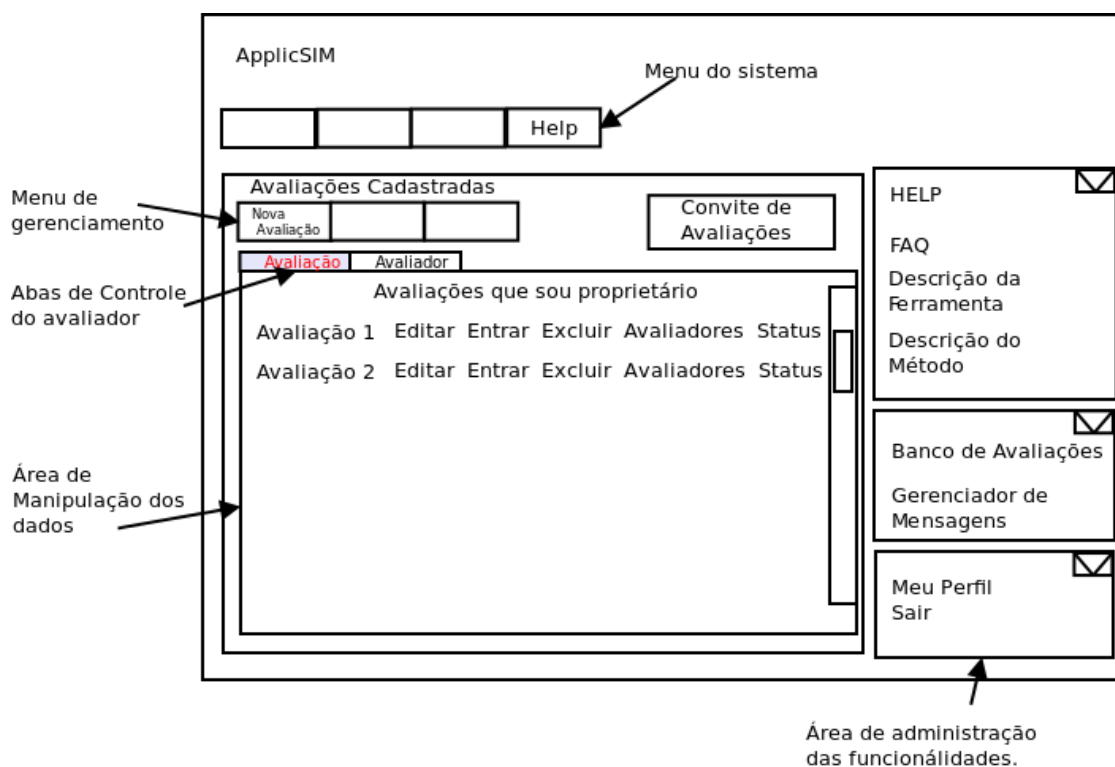 ApplicSIM
Menu do sistema
Help
Menu de
gerenciamento
Avaliações Cadastradas
Nova
Avaliação
Convite de
Avaliações
Abas de Controle
do avaliador
Avaliação
Avaliador
Avaliações que sou proprietário
Avaliação 1 Editar Entrar Excluir Avaliadores Status
Avaliação 2 Editar Entrar Excluir Avaliadores Status
Área de
Manipulação dos
dados
HELP
FAQ
Descrição da
Ferramenta
Descrição do
Método
Banco de Avaliações
Gerenciador de
Mensagens
Meu Perfil
Sair
Área de administração
das funcionálidades.